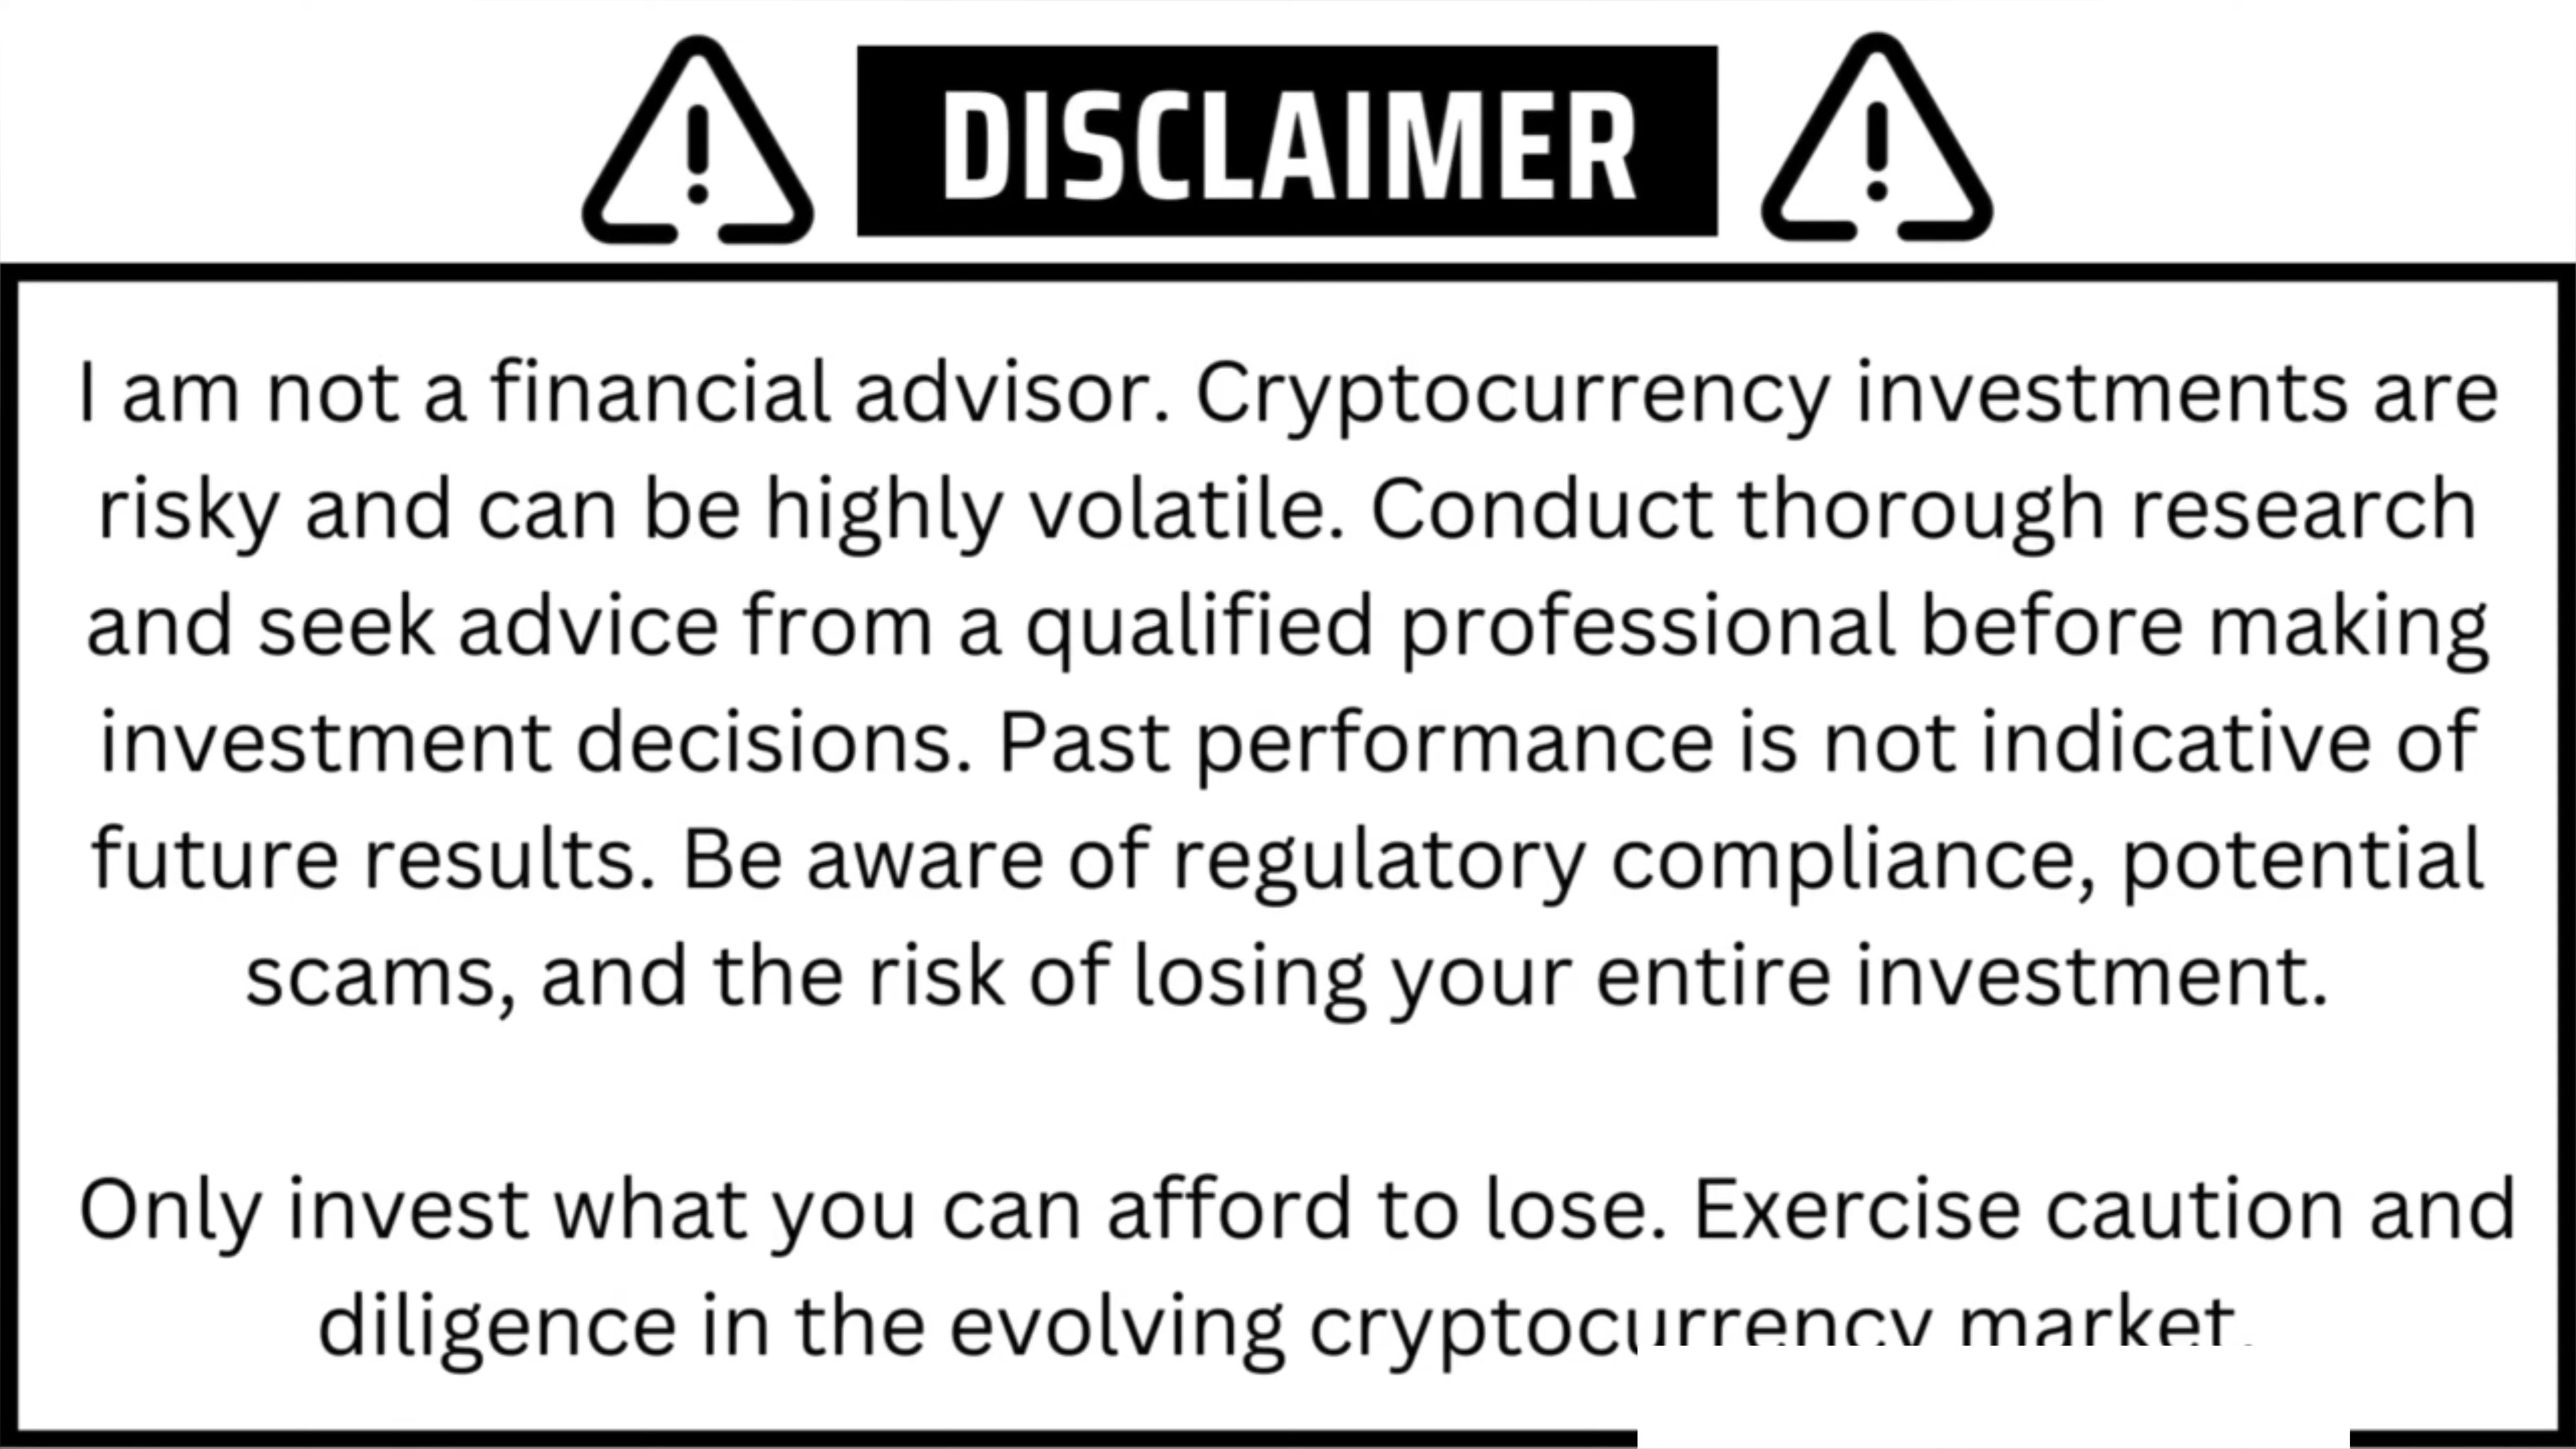 DISCLAIMER
I am not a financial advisor. Cryptocurrency investments are
risky and can be highly volatile. Conduct thorough research
and seek advice from a qualified professional before making
investment decisions. Past performance is not indicative of
future results. Be aware of regulatory compliance, potential
scams, and the risk of losing your entire investment.
Only invest what you can afford to lose. Exercise caution and
diligence in the evolving cryptocurrency market.